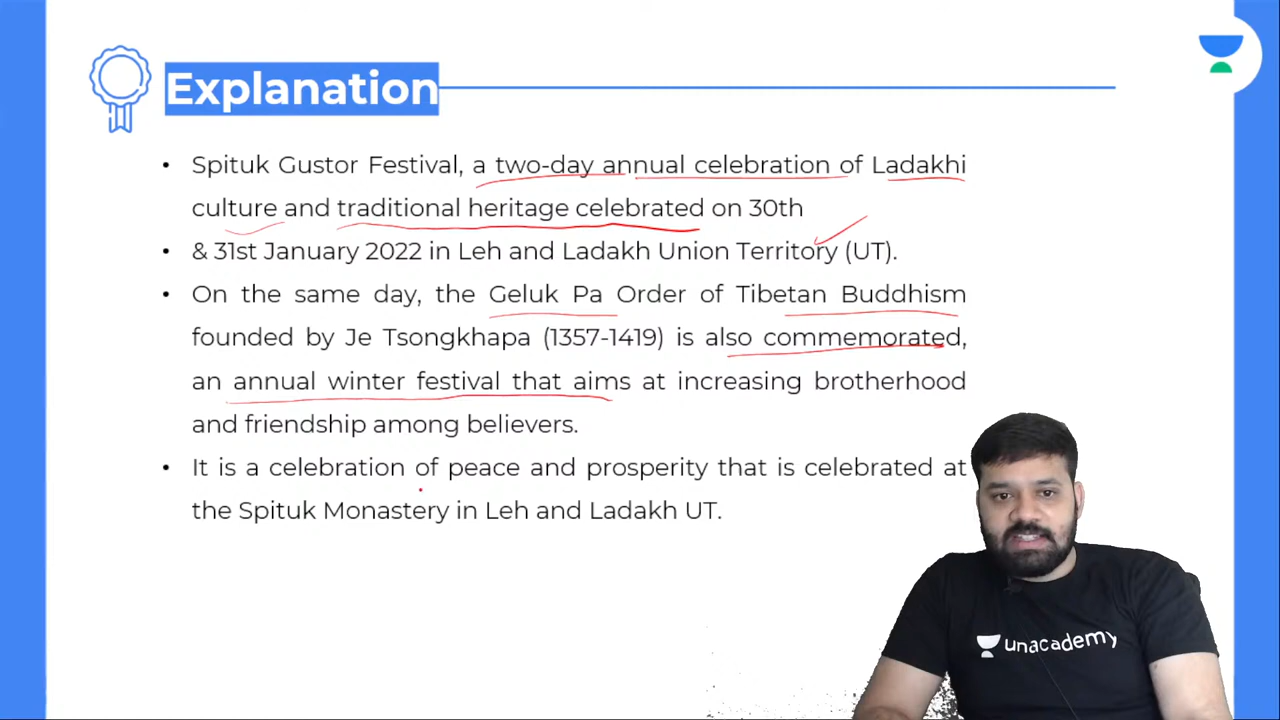 Explanation
• Spituk Gustor Festival, a two-day annual celebration of Ladakhi
culture and traditional heritage celebrated on 30th
• & 31st January 2022 in Leh and Ladakh Union Territory (UT).
• On the same day, the Geluk Pa Order of Tibetan Buddhism
founded by Je Tsongkhapa (1357-1419) is also commemorated,
an annual winter festival that aims at increasing brotherhood
and friendship among believers.
• It is a celebration of peace and prosperity that is celebrated at
the Spituk Monastery in Leh and Ladakh UT.
unacademy